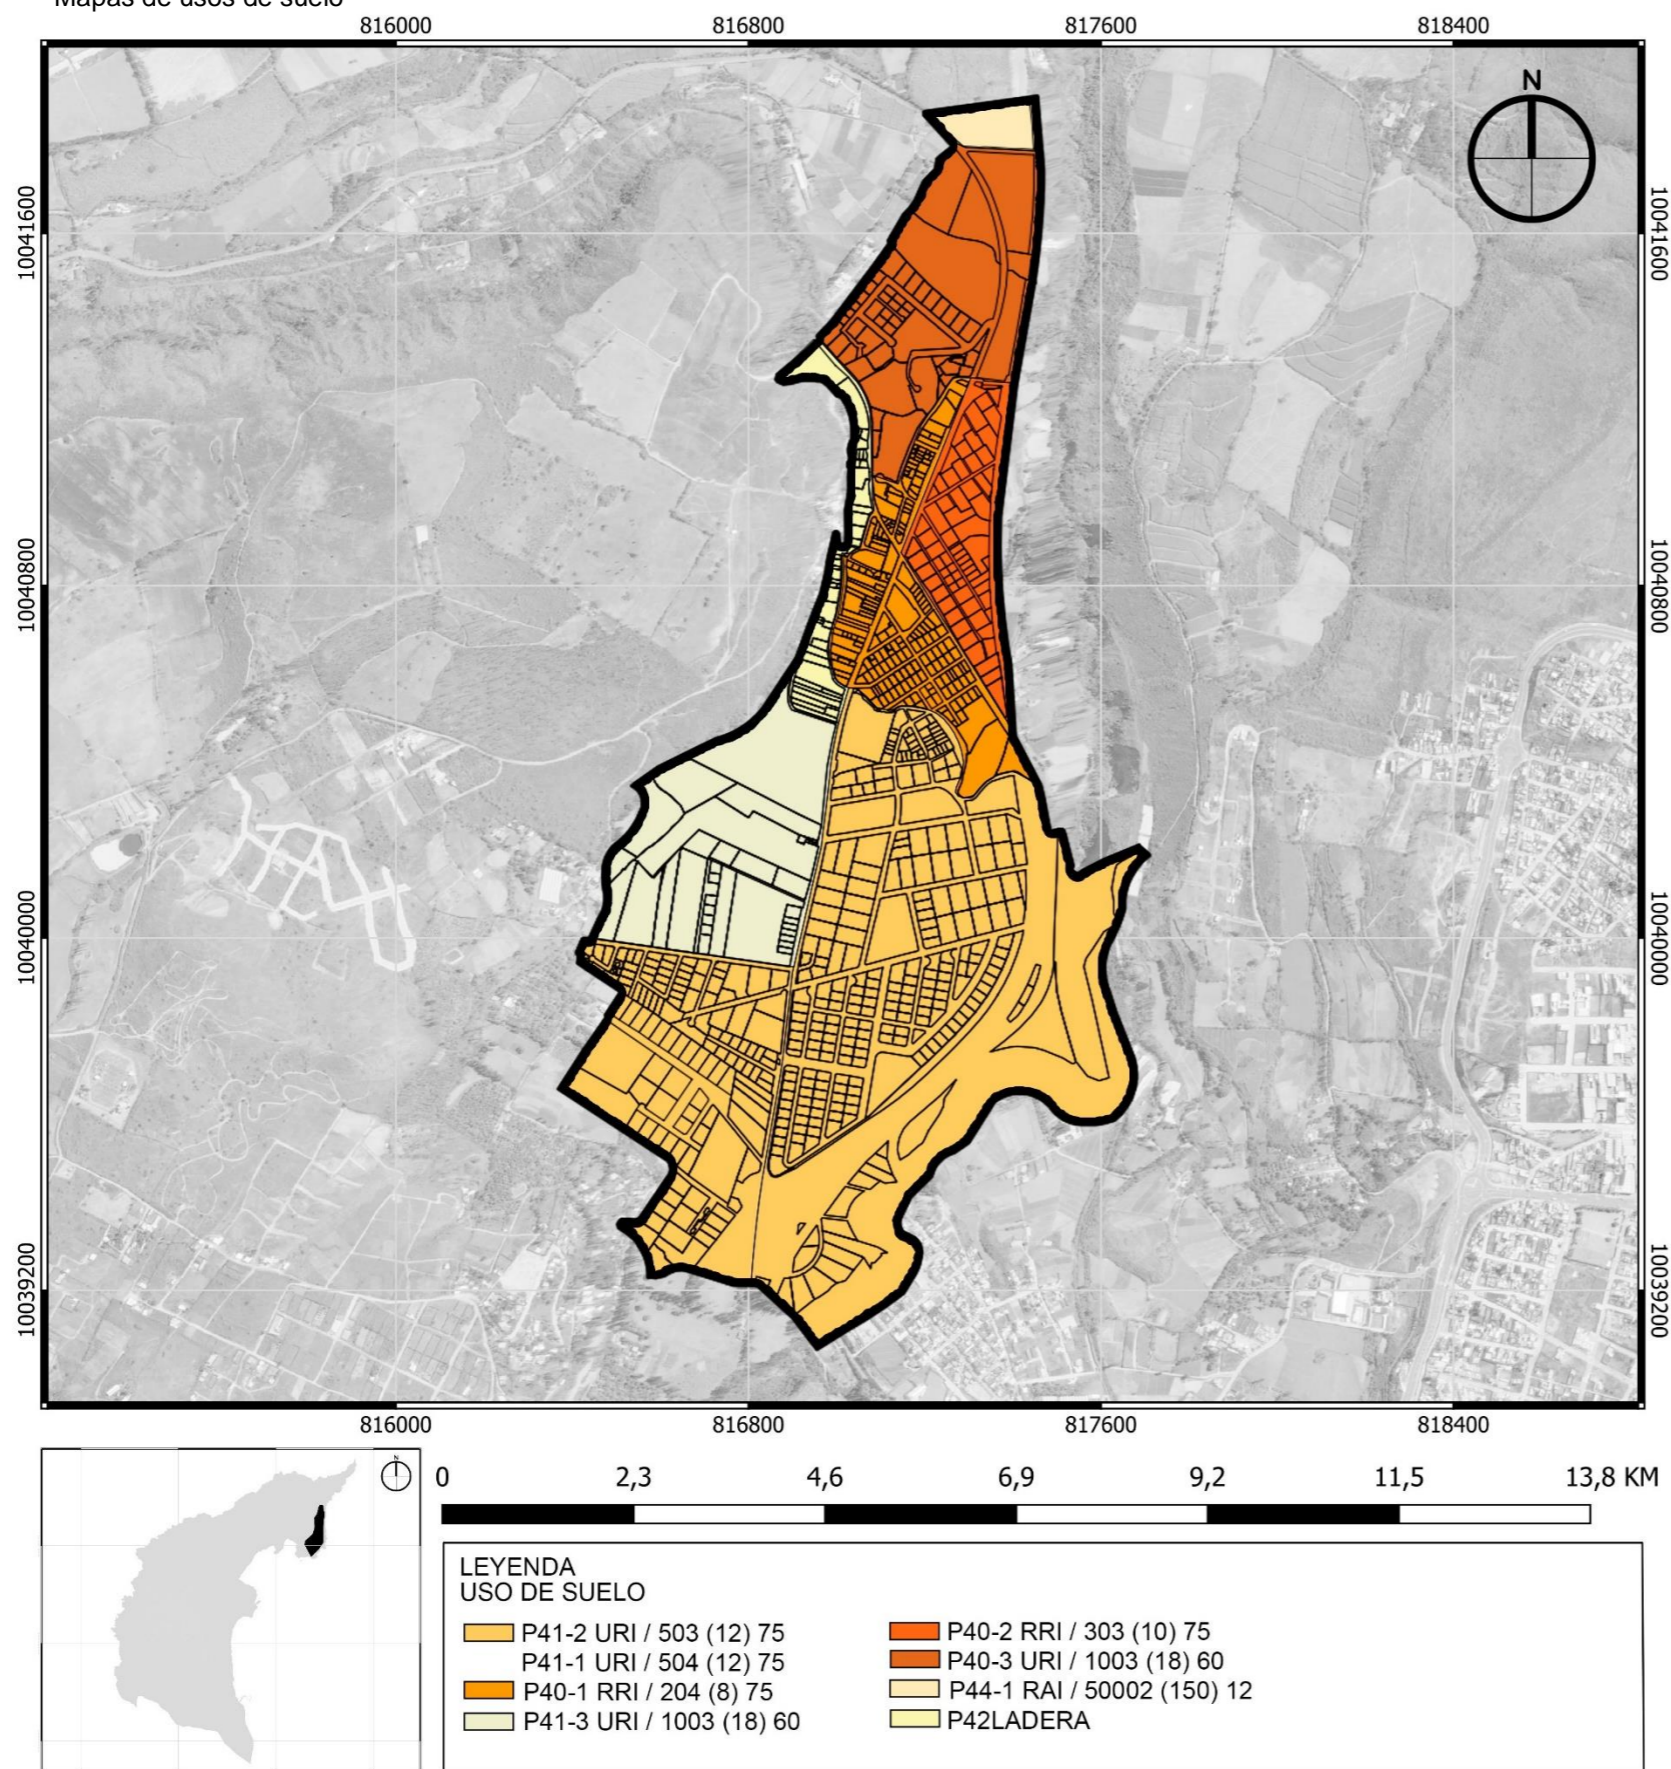 Mapas de usos de suelo
816000 816800 817600 818400
N
10041600 10041600
10040800 10040800
10040000 10040000
10039200 10039200
816000 816800 817600 818400
N
0 2,3 4,6 6,9 9,2 11,5 13,8 KM
LEYENDA
USO DE SUELO
P41-2 URI / 503 (12) 75
P41-1 URI / 504 (12) 75
P40-1 RRI / 204 (8) 75
P41-3 URI / 1003 (18) 60
P40-2 RRI / 303 (10) 75
P40-3 URI / 1003 (18) 60
P44-1 RAI / 50002 (150) 12
P42LADERA